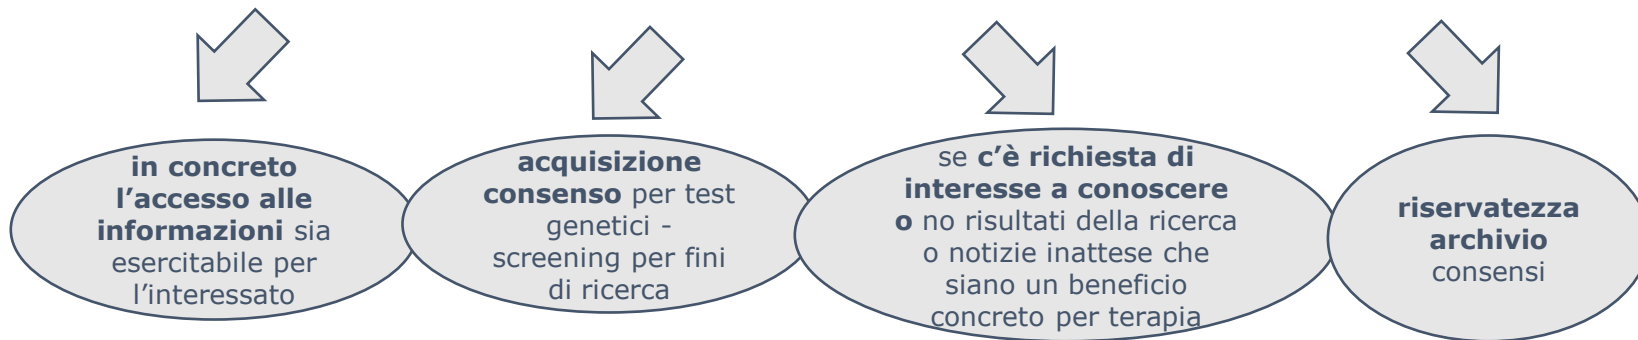 in concreto
l’accesso alle
informazioni sia
esercitabile per
l’interessato
acquisizione
consenso per test
genetici -
screening per fini
di ricerca
se c’è richiesta di
interesse a conoscere
o no risultati della ricerca
o notizie inattese che
siano un beneficio
concreto per terapia
riservatezza
archivio
consensi